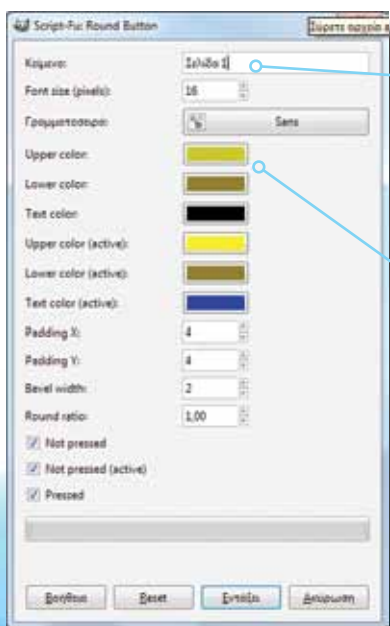 Script-Fu: Round Button
Σύρετε αρχεία
Κείμενο: Σελίδα 1
Font size (pixels): 16
Γραμματοσειρά: Sans
Upper color:
Lower color:
Text color:
Upper color (active):
Lower color (active):
Text color (active):
Padding X: 4
Padding Y: 4
Bevel width: 2
Round ratio: 1,00
Not pressed
Not pressed (active)
Pressed
Βοήθεια Reset Εντάξει Ακύρωση